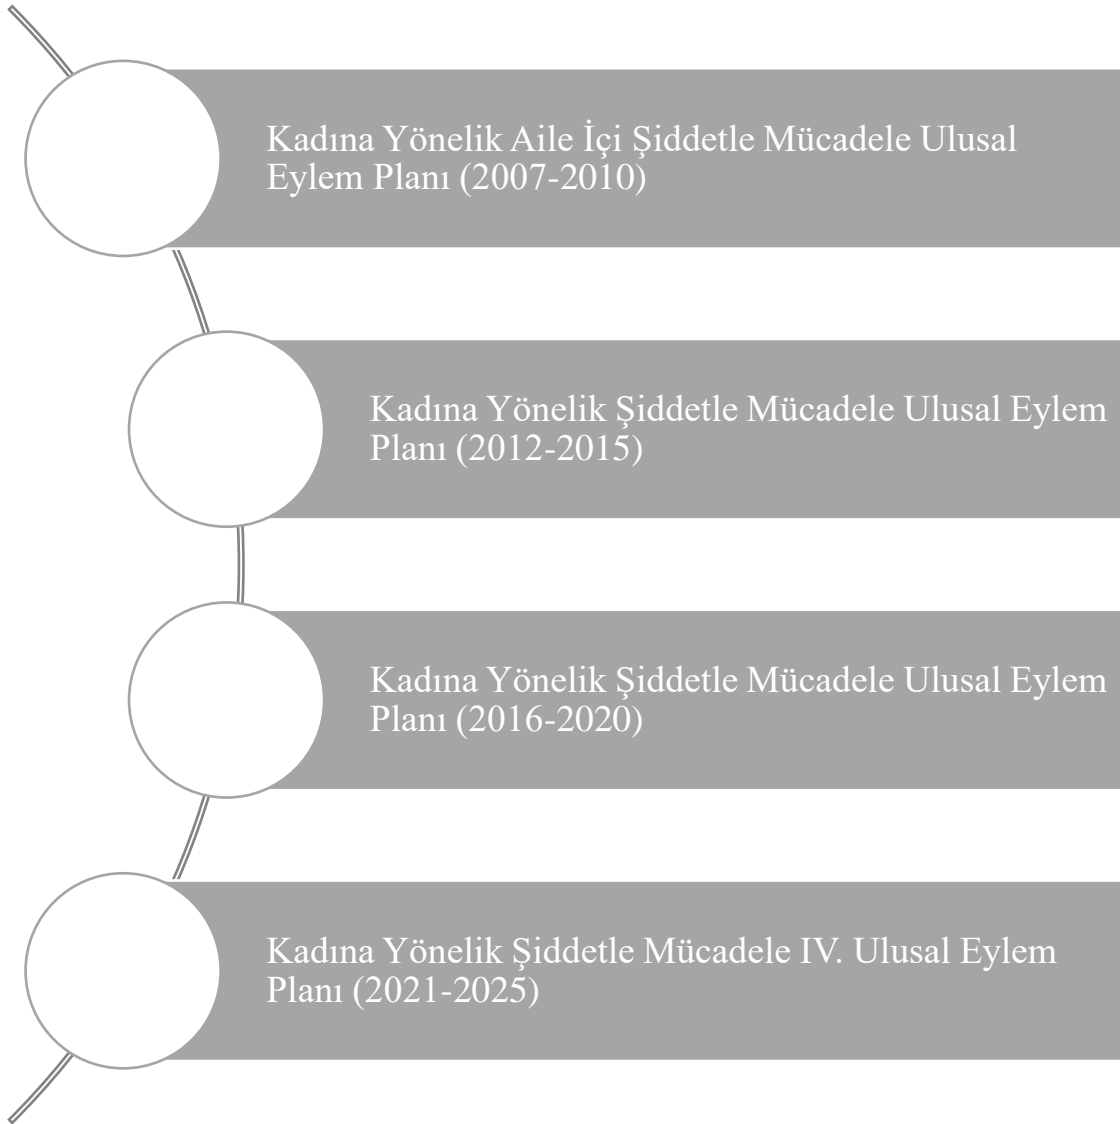 Kadına Yönelik Aile İçi Şiddetle Mücadele Ulusal
Eylem Planı (2007-2010)
Kadına Yönelik Şiddetle Mücadele Ulusal Eylem
Planı (2012-2015)
Kadına Yönelik Şiddetle Mücadele Ulusal Eylem
Planı (2016-2020)
Kadına Yönelik Şiddetle Mücadele IV. Ulusal Eylem
Planı (2021-2025)